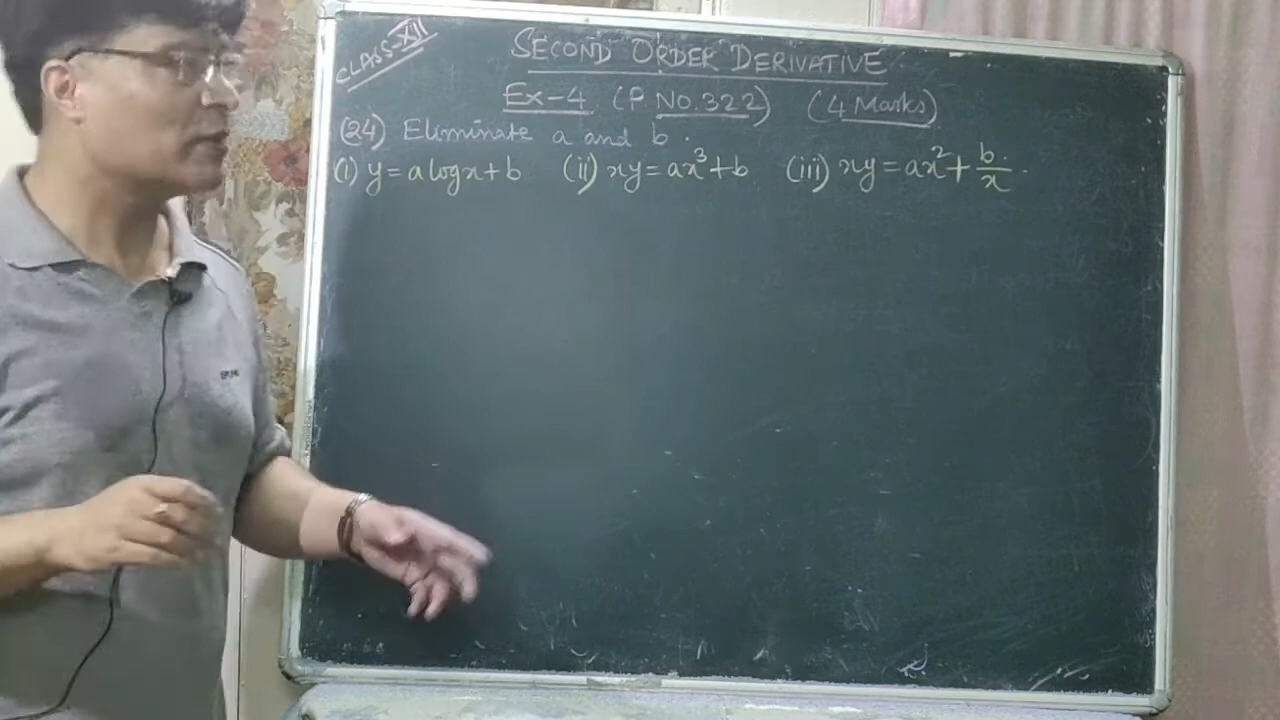 CLASS-XII
SECOND ORDER DERIVATIVE
Ex-4 (P NO.322) (4 Marks)
(24) Eliminate a and b.
(i) y=a log x+b (ii) xy=ax³+b (iii) xy=ax²+b/x.